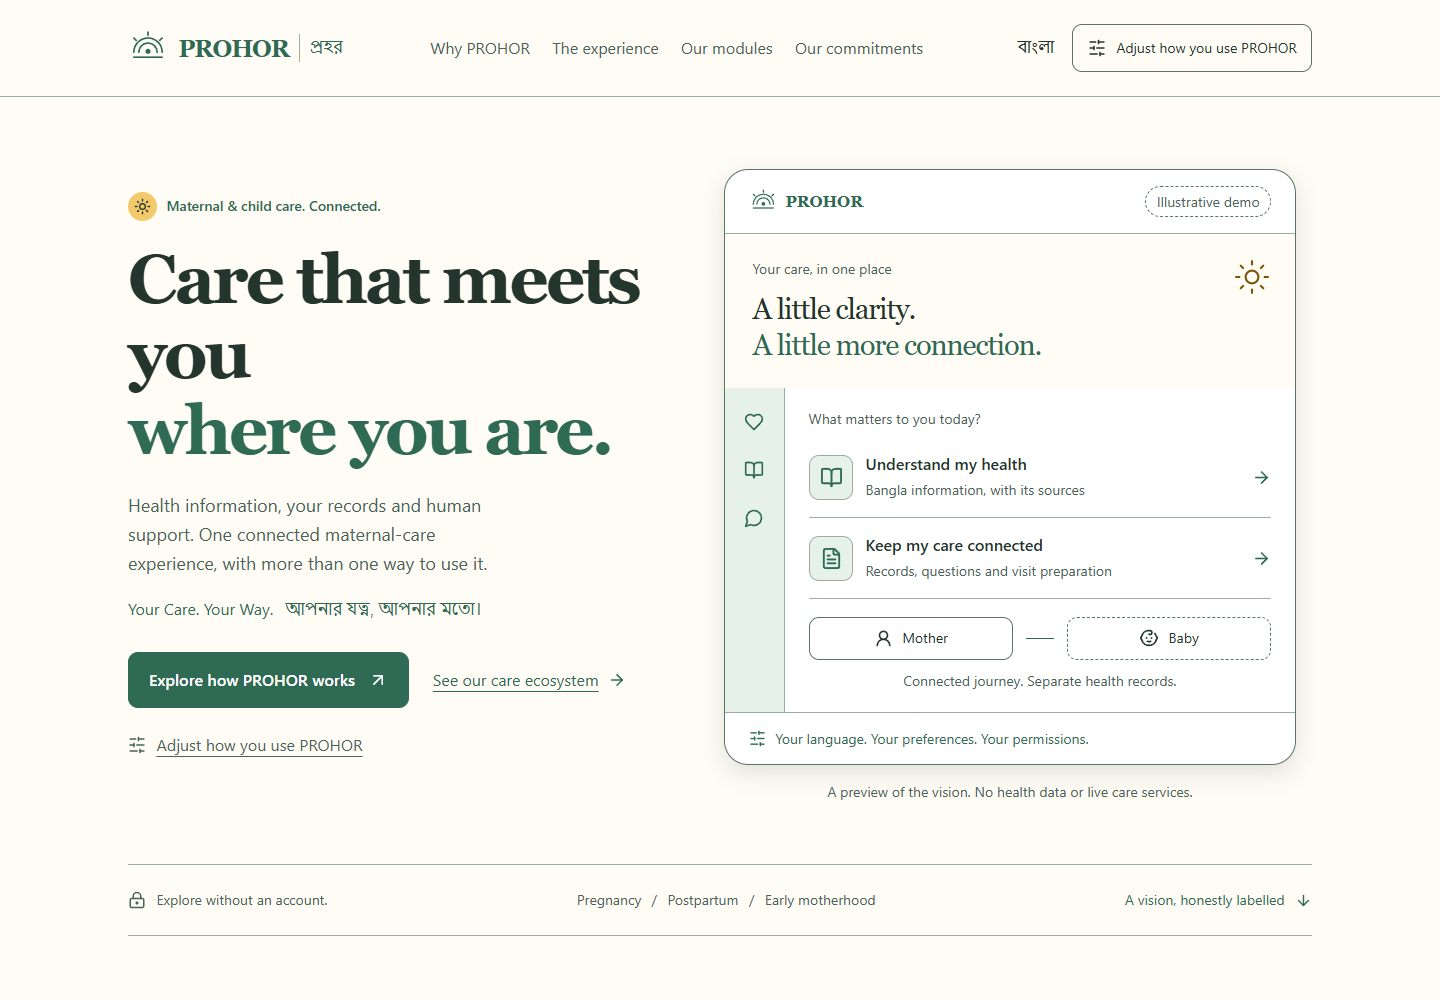 PROHOR প্রহর
Why PROHOR The experience Our modules Our commitments
বাংলা
Adjust how you use PROHOR
Maternal & child care. Connected.
Care that meets
you
where you are.
Health information, your records and human
support. One connected maternal-care
experience, with more than one way to use it.
Your Care. Your Way. আপনার যত্ন, আপনার মতো।
Explore how PROHOR works
See our care ecosystem
Adjust how you use PROHOR
PROHOR
Illustrative demo
Your care, in one place
A little clarity.
A little more connection.
What matters to you today?
Understand my health
Bangla information, with its sources
Keep my care connected
Records, questions and visit preparation
Mother
Baby
Connected journey. Separate health records.
Your language. Your preferences. Your permissions.
A preview of the vision. No health data or live care services.
Explore without an account.
Pregnancy / Postpartum / Early motherhood
A vision, honestly labelled